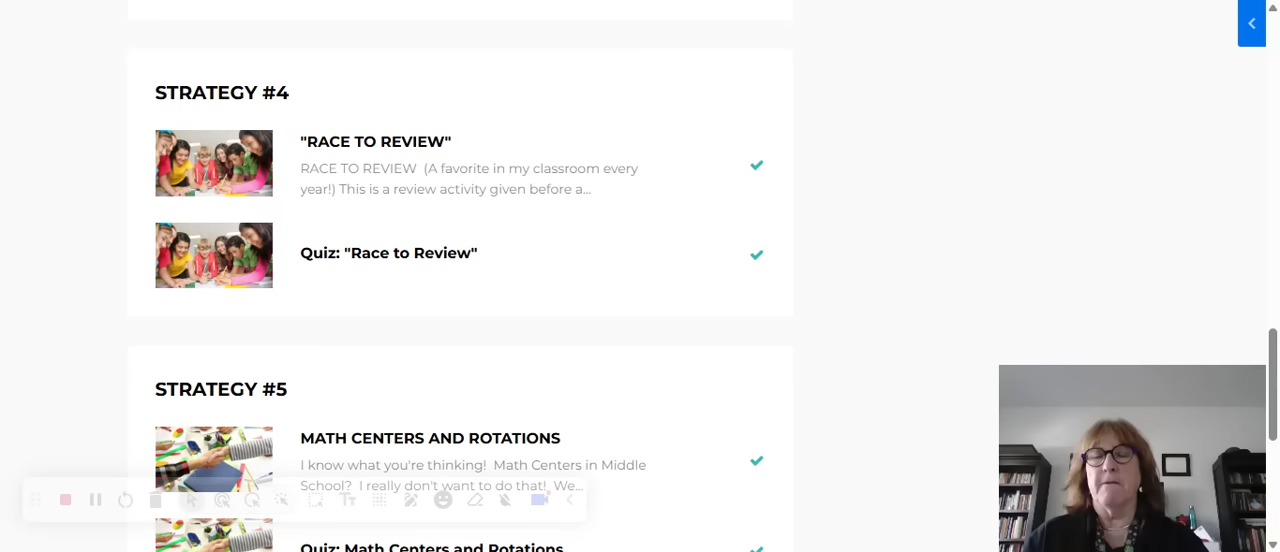 STRATEGY #4
"RACE TO REVIEW"
RACE TO REVIEW (A favorite in my classroom every
year!) This is a review activity given before a...
Quiz: "Race to Review"
STRATEGY #5
MATH CENTERS AND ROTATIONS
I know what you're thinking! Math Centers in Middle
School? I really don't want to do that! We...
Tт
Quiz: Math Centers and Rotations